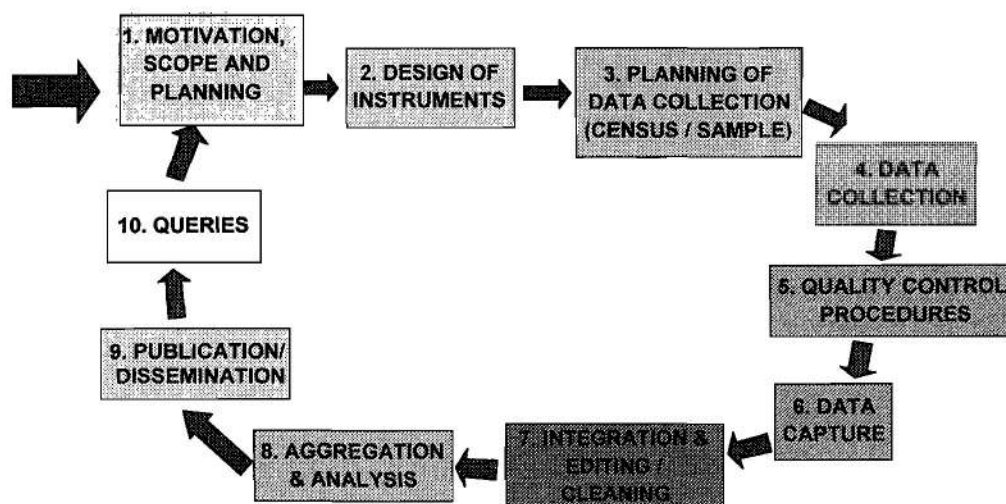 1. MOTIVATION,
SCOPE AND
PLANNING
2. DESIGN OF
INSTRUMENTS
3. PLANNING OF
DATA COLLECTION
(CENSUS / SAMPLE)
4. DATA
COLLECTION
5. QUALITY CONTROL
PROCEDURES
6. DATA
CAPTURE
7. INTEGRATION &
EDITING /
CLEANING
8. AGGREGATION
& ANALYSIS
9. PUBLICATION/
DISSEMINATION
10. QUERIES